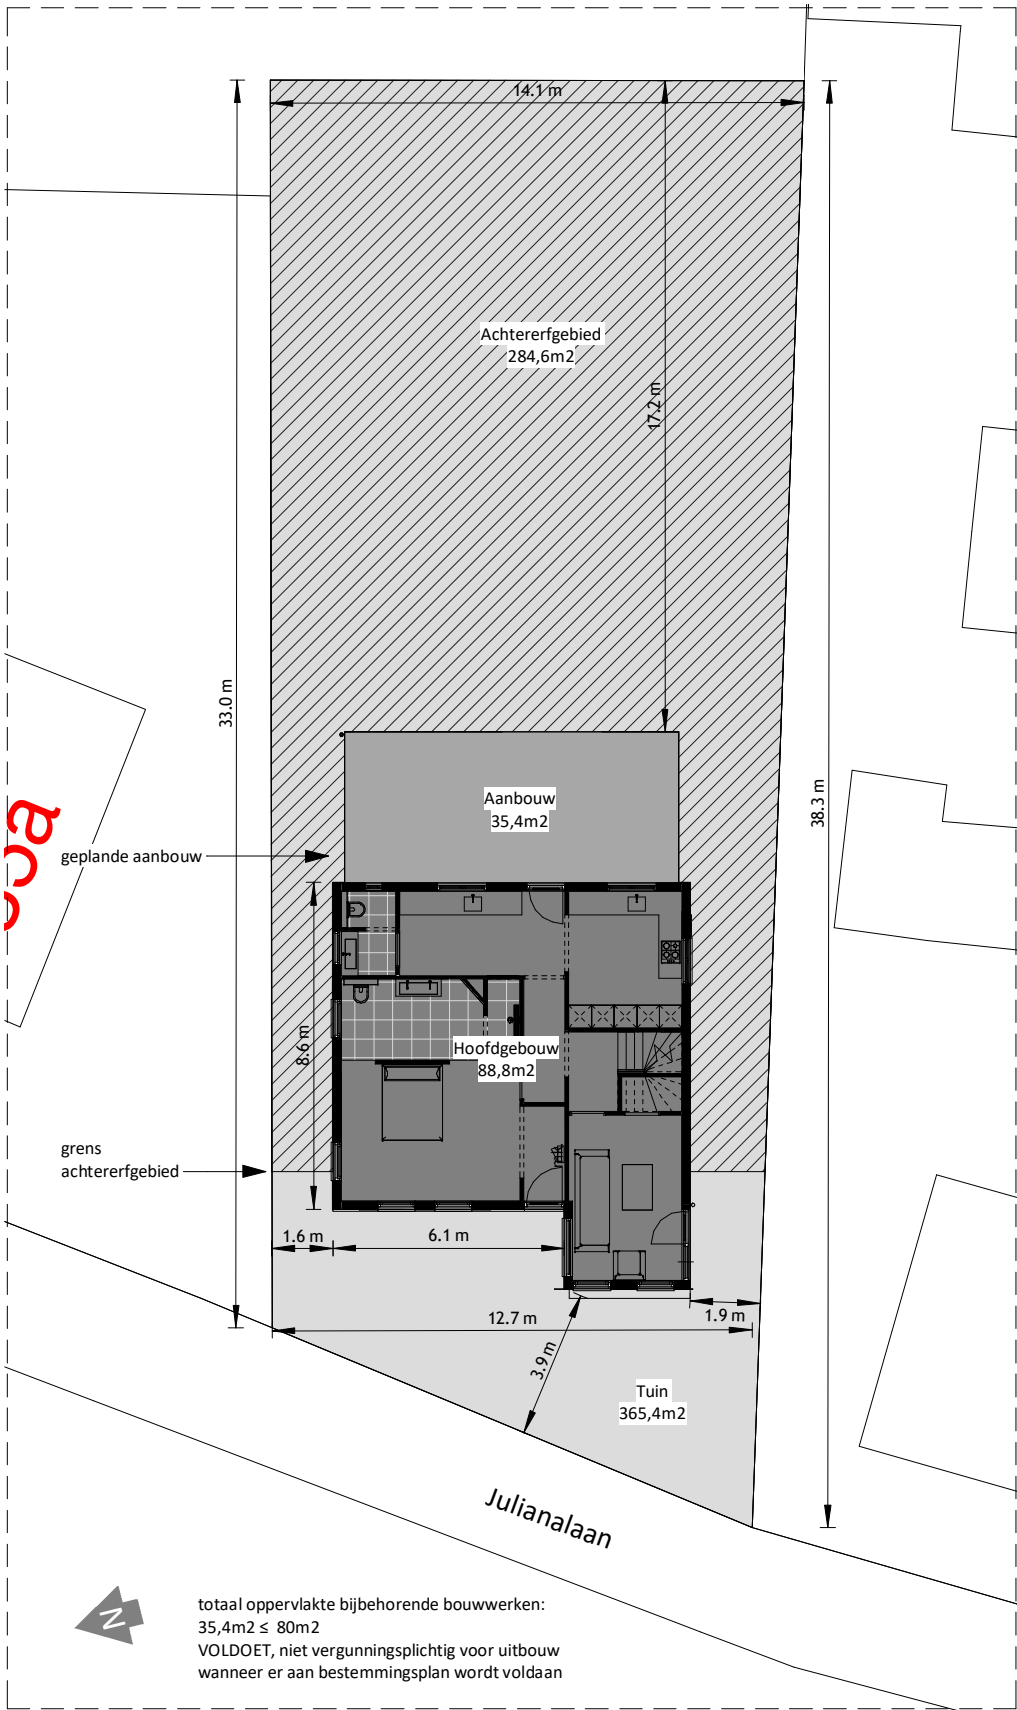 14.1 m
Achtererfgebied
284,6m2
17.2 m
33.0 m
38.3 m
Aanbouw
35,4m2
geplande aanbouw
8.6 m
Hoofdgebouw
88,8m2
grens
achtererfgebied
1.6 m
6.1 m
12.7 m
1.9 m
3.9 m
Tuin
365,4m2
Julianalaan
N
totaal oppervlakte bijbehorende bouwwerken:
35,4m2 ≤ 80m2
VOLDOET, niet vergunningsplichtig voor uitbouw
wanneer er aan bestemmingsplan wordt voldaan